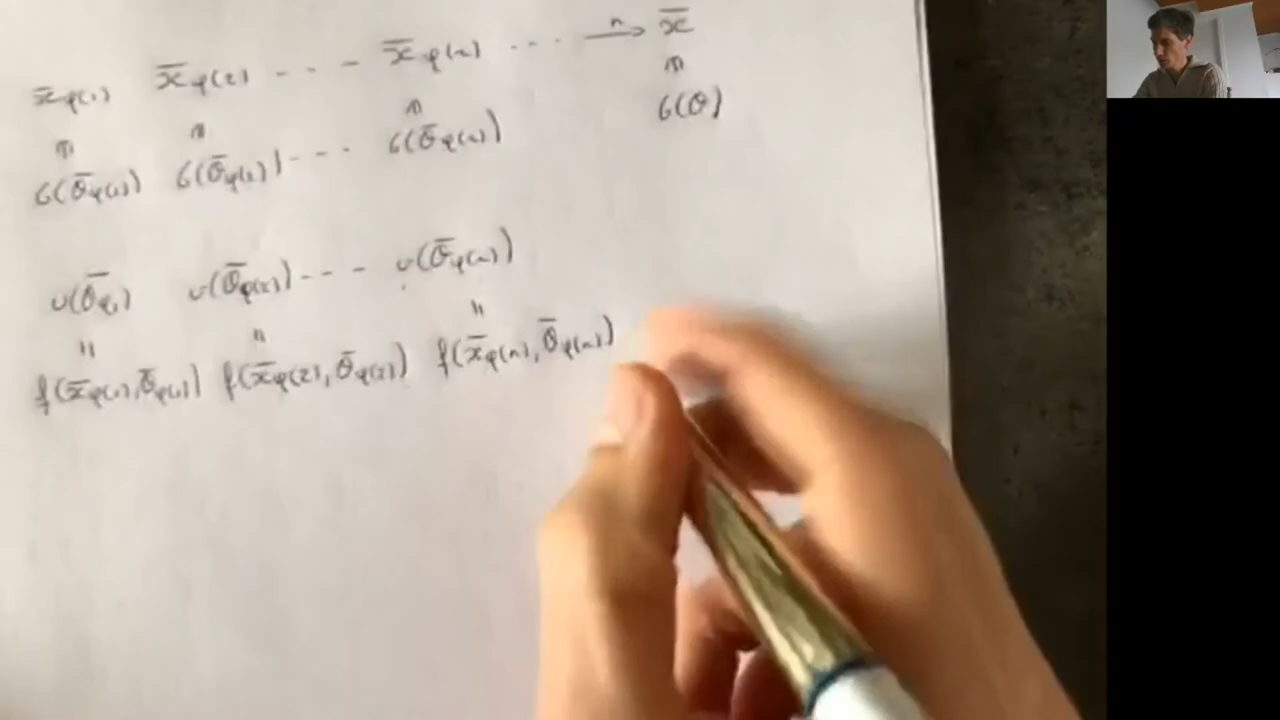 x̄φ(1) x̄φ(2) - - - x̄φ(n) ... —n→ x̄
∈ ∈ ∈ ∈
G(θ̄φ(1)) G(θ̄φ(2)) - - - G(θ̄φ(n)) G(θ)
v(θ̄φ(1)) v(θ̄φ(2)) - - - v(θ̄φ(n))
= = =
f(x̄φ(1), θ̄φ(1)) f(x̄φ(2), θ̄φ(2)) f(x̄φ(n), θ̄φ(n))